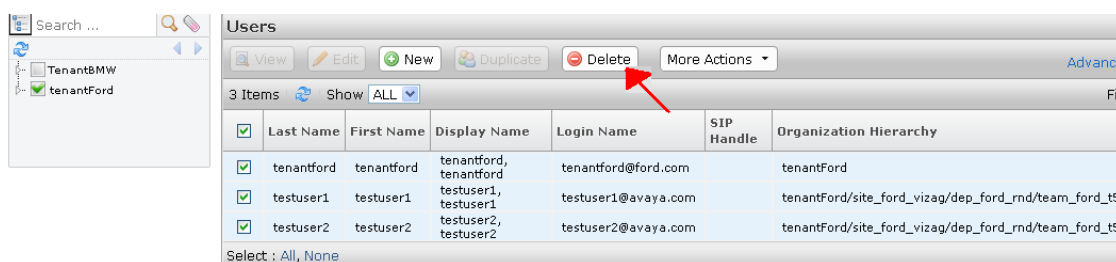 Search ...
TenantBMW
tenantFord
Users
View Edit New Duplicate Delete More Actions
Advanc
3 Items Show ALL
Fi
Last Name First Name Display Name Login Name SIP Handle Organization Hierarchy
tenantford tenantford tenantford, tenantford tenantford@ford.com tenantFord
testuser1 testuser1 testuser1, testuser1 testuser1@avaya.com tenantFord/site_ford_vizag/dep_ford_rnd/team_ford_t5
testuser2 testuser2 testuser2, testuser2 testuser2@avaya.com tenantFord/site_ford_vizag/dep_ford_rnd/team_ford_t5
Select : All, None